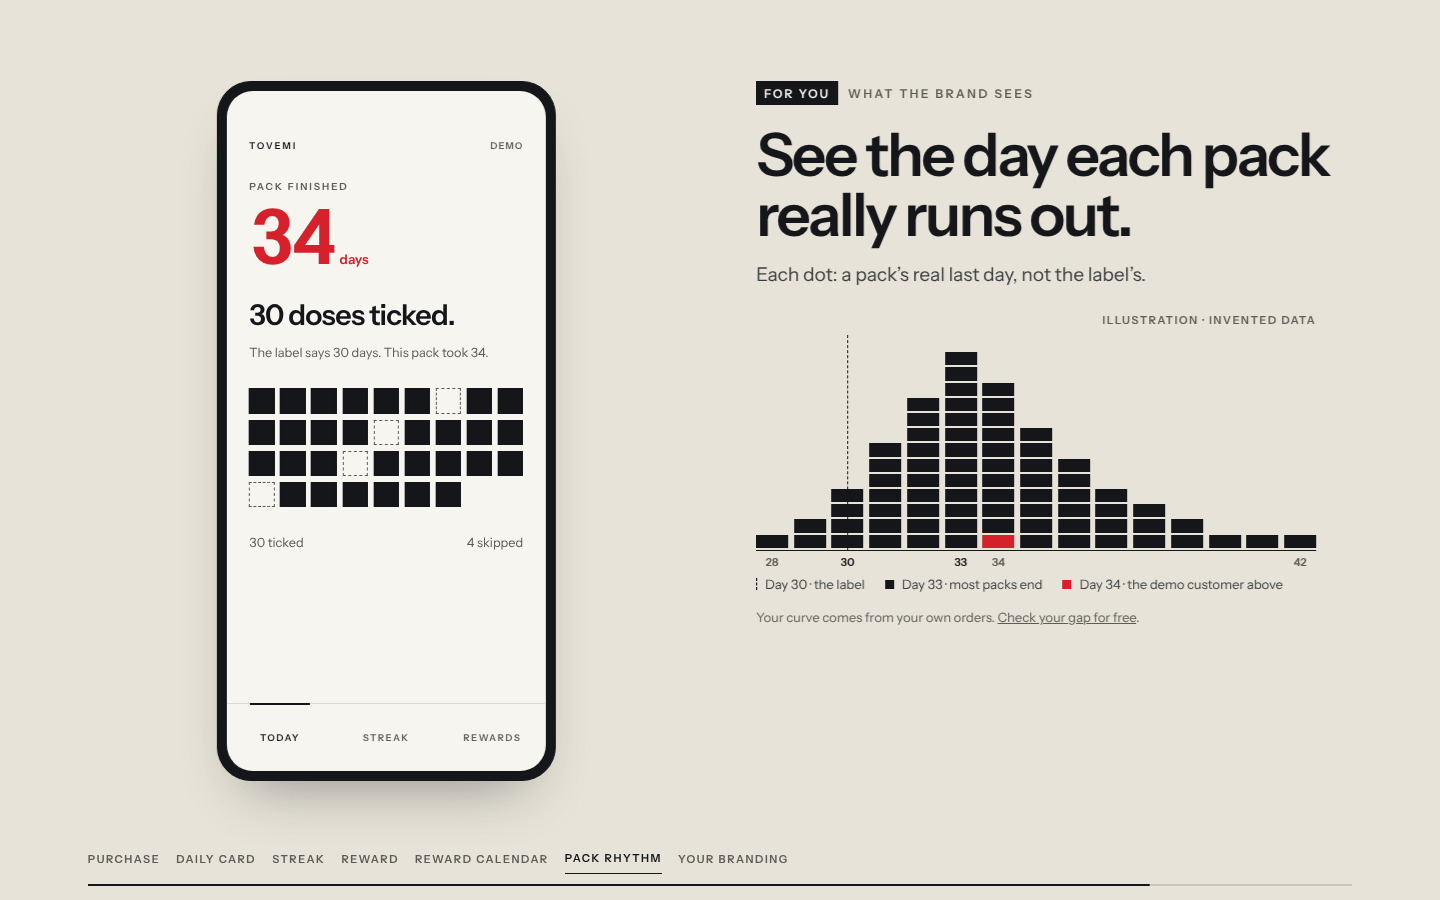 TOVEMI
DEMO
PACK FINISHED
34 days
30 doses ticked.
The label says 30 days. This pack took 34.
30 ticked
4 skipped
TODAY
STREAK
REWARDS
FOR YOU
WHAT THE BRAND SEES
See the day each pack
really runs out.
Each dot: a pack’s real last day, not the label’s.
ILLUSTRATION · INVENTED DATA
28 30 33 34 42
Day 30 · the label
Day 33 · most packs end
Day 34 · the demo customer above
Your curve comes from your own orders. Check your gap for free.
PURCHASE DAILY CARD STREAK REWARD REWARD CALENDAR PACK RHYTHM YOUR BRANDING